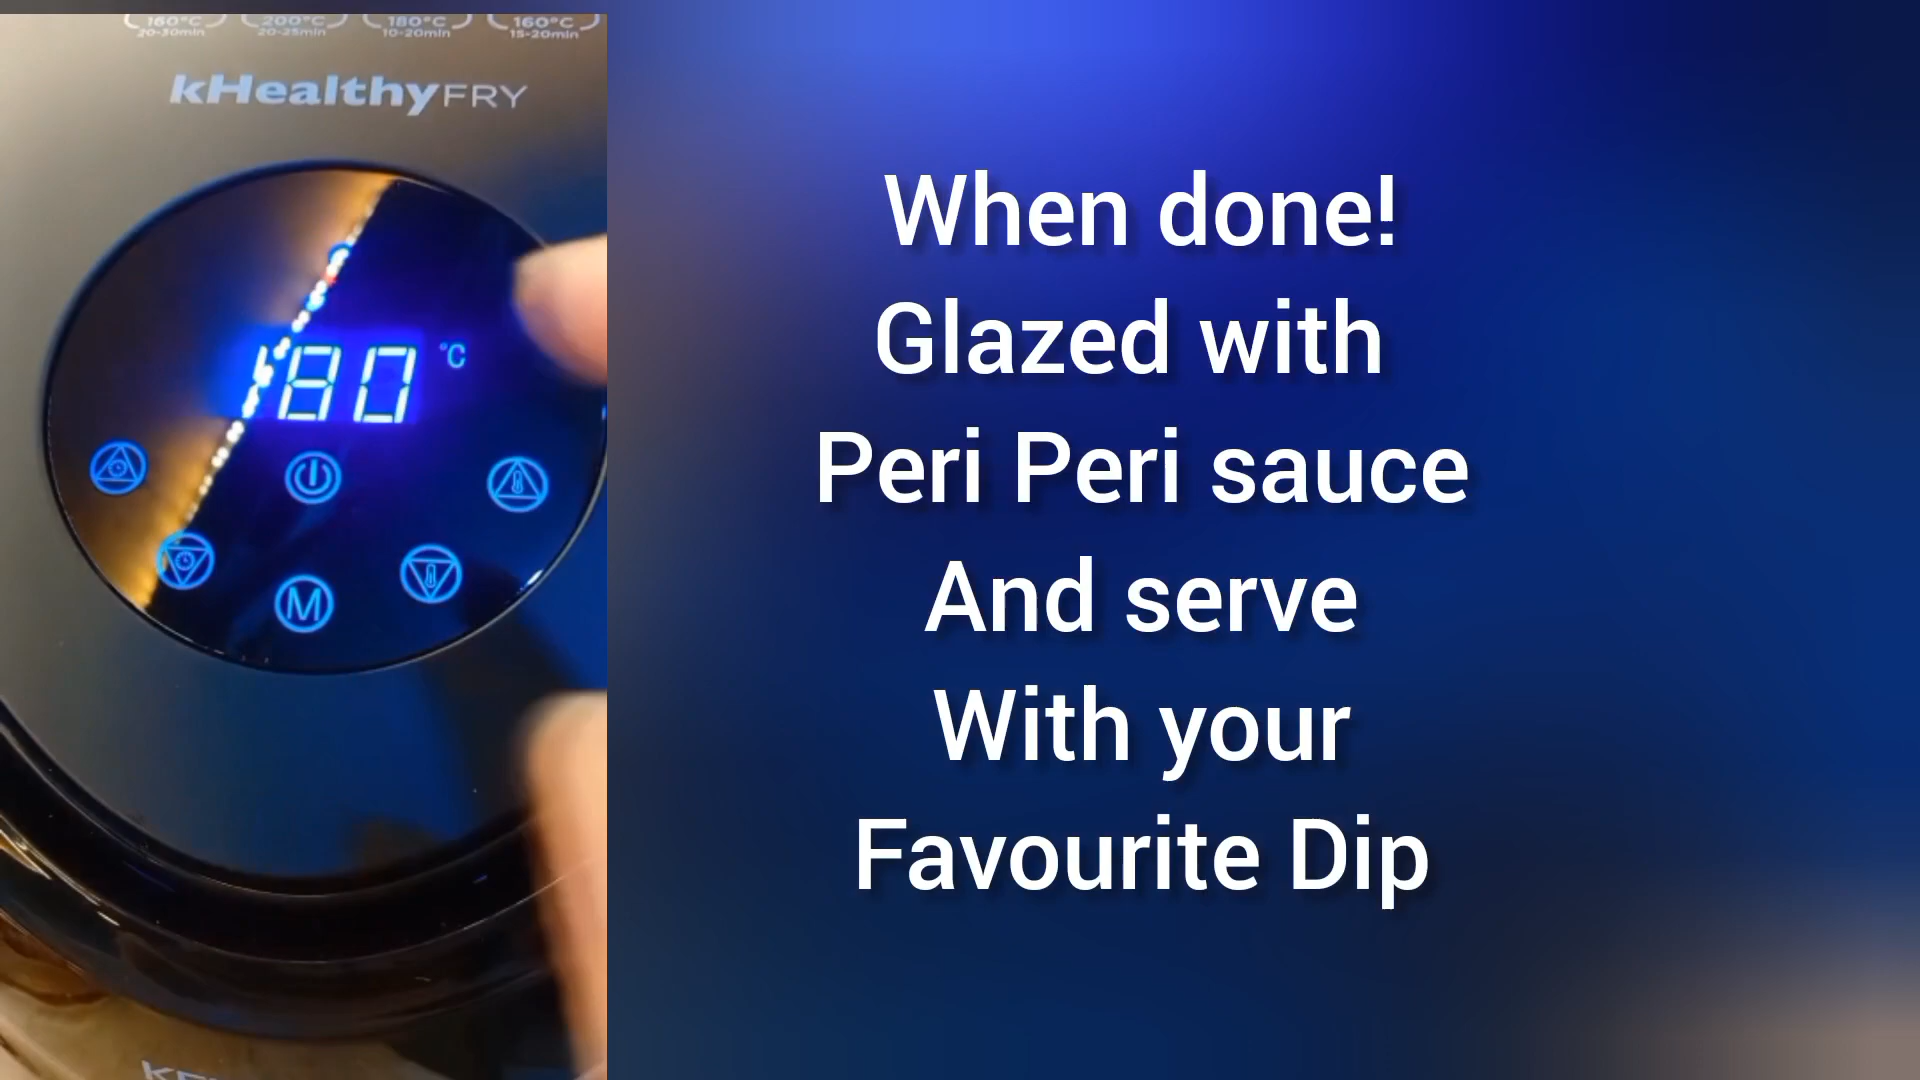 160°C 200°C 180°C 160°C
20-30min 20-25min 10-20min 15-20min
kHealthyFRY
180 °C
M
When done!
Glazed with
Peri Peri sauce
And serve
With your
Favourite Dip